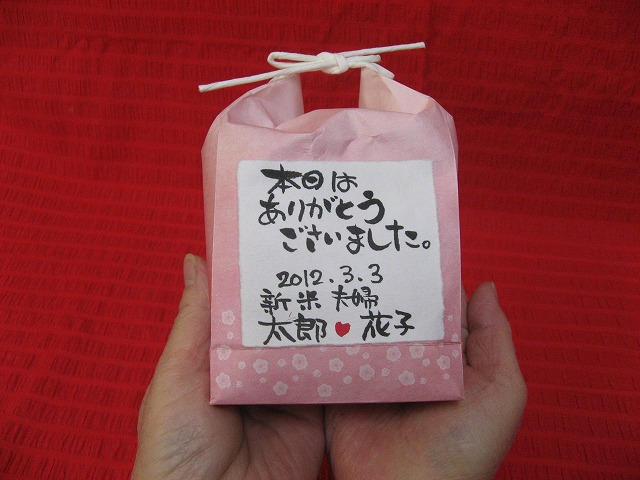 本日は
ありがとう
ございました。
2012.3.3
新米夫婦
太郎♥花子